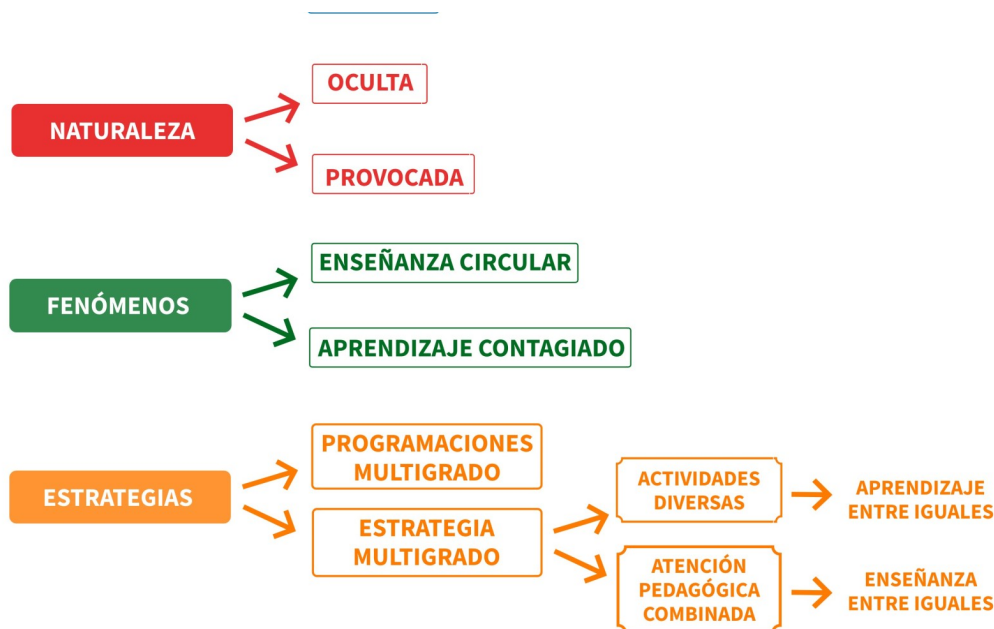 OCULTA
NATURALEZA
PROVOCADA
ENSEÑANZA CIRCULAR
FENÓMENOS
APRENDIZAJE CONTAGIADO
PROGRAMACIONES
MULTIGRADO
ESTRATEGIAS
ESTRATEGIA
MULTIGRADO
ACTIVIDADES
DIVERSAS
APRENDIZAJE
ENTRE IGUALES
ATENCIÓN
PEDAGÓGICA
COMBINADA
ENSEÑANZA
ENTRE IGUALES